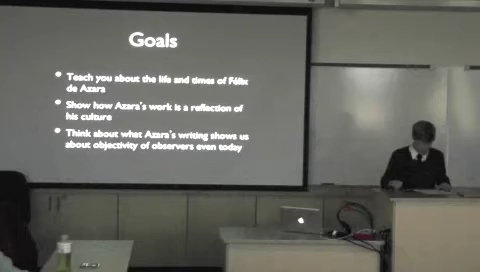 Goals
Teach you about the life and times of Félix
de Azara
Show how Azara's work is a reflection of
his culture
Think about what Azara's writing shows us
about objectivity of observers even today